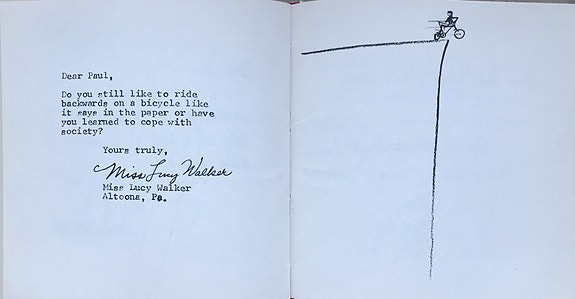 Dear Paul,
Do you still like to ride
backwards on a bicycle like
it says in the paper or have
you learned to cope with
society?
Yours truly,
Miss Lucy Walker
Miss Lucy Walker
Altoona, Pa.